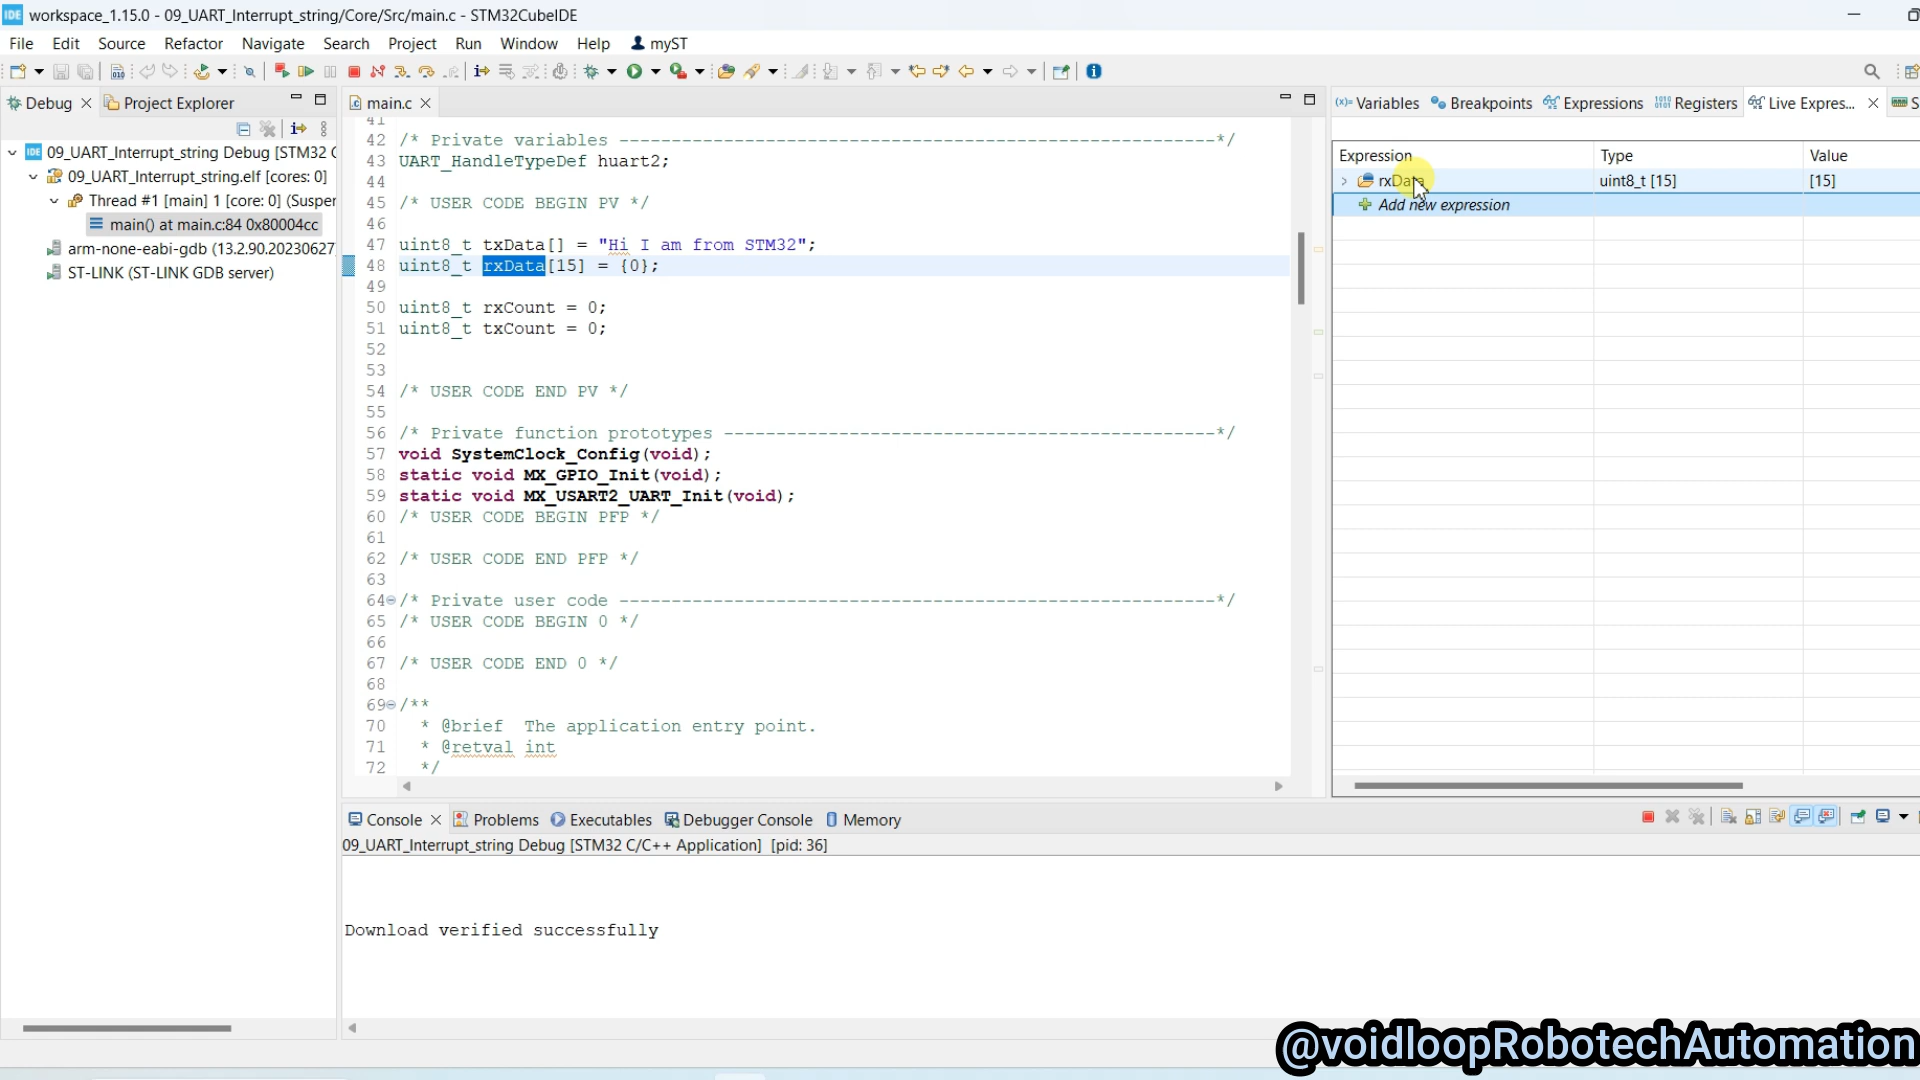 IDE workspace_1.15.0 - 09_UART_Interrupt_string/Core/Src/main.c - STM32CubeIDE
File Edit Source Refactor Navigate Search Project Run Window Help myST
Debug Project Explorer
main.c
(x)= Variables Breakpoints Expressions Registers Live Expres... S
09_UART_Interrupt_string Debug [STM32 C
09_UART_Interrupt_string.elf [cores: 0]
Thread #1 [main] 1 [core: 0] (Susper
main() at main.c:84 0x80004cc
arm-none-eabi-gdb (13.2.90.20230627
ST-LINK (ST-LINK GDB server)
41
42 /* Private variables ---------------------------------------------------------*/
43 UART_HandleTypeDef huart2;
44
45 /* USER CODE BEGIN PV */
46
47 uint8_t txData[] = "Hi I am from STM32";
48 uint8_t rxData[15] = {0};
49
50 uint8_t rxCount = 0;
51 uint8_t txCount = 0;
52
53
54 /* USER CODE END PV */
55
56 /* Private function prototypes -----------------------------------------------*/
57 void SystemClock_Config(void);
58 static void MX_GPIO_Init(void);
59 static void MX_USART2_UART_Init(void);
60 /* USER CODE BEGIN PFP */
61
62 /* USER CODE END PFP */
63
64 /* Private user code ---------------------------------------------------------*/
65 /* USER CODE BEGIN 0 */
66
67 /* USER CODE END 0 */
68
69 /**
70 * @brief The application entry point.
71 * @retval int
72 */
Expression Type Value
rxData uint8_t [15] [15]
Add new expression
Console Problems Executables Debugger Console Memory
09_UART_Interrupt_string Debug [STM32 C/C++ Application] [pid: 36]
Download verified successfully
@voidloopRobotechAutomation